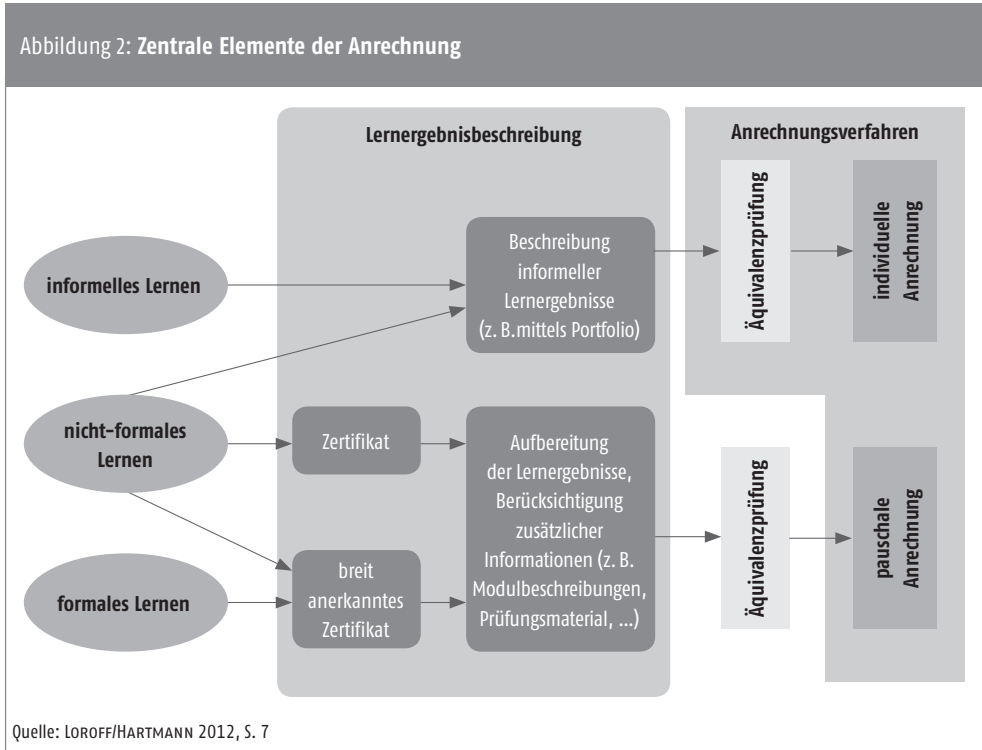 Abbildung 2: Zentrale Elemente der Anrechnung
Lernergebnisbeschreibung
Anrechnungsverfahren
informelles Lernen
Beschreibung
informeller
Lernergebnisse
(z. B.mittels Portfolio)
Äquivalenzprüfung
individuelle
Anrechnung
nicht-formales
Lernen
Zertifikat
Aufbereitung
der Lernergebnisse,
Berücksichtigung
zusätzlicher
Informationen (z. B.
Modulbeschreibungen,
Prüfungsmaterial, ...)
Äquivalenzprüfung
pauschale
Anrechnung
formales Lernen
breit
anerkanntes
Zertifikat
Quelle: Loroff/Hartmann 2012, S. 7